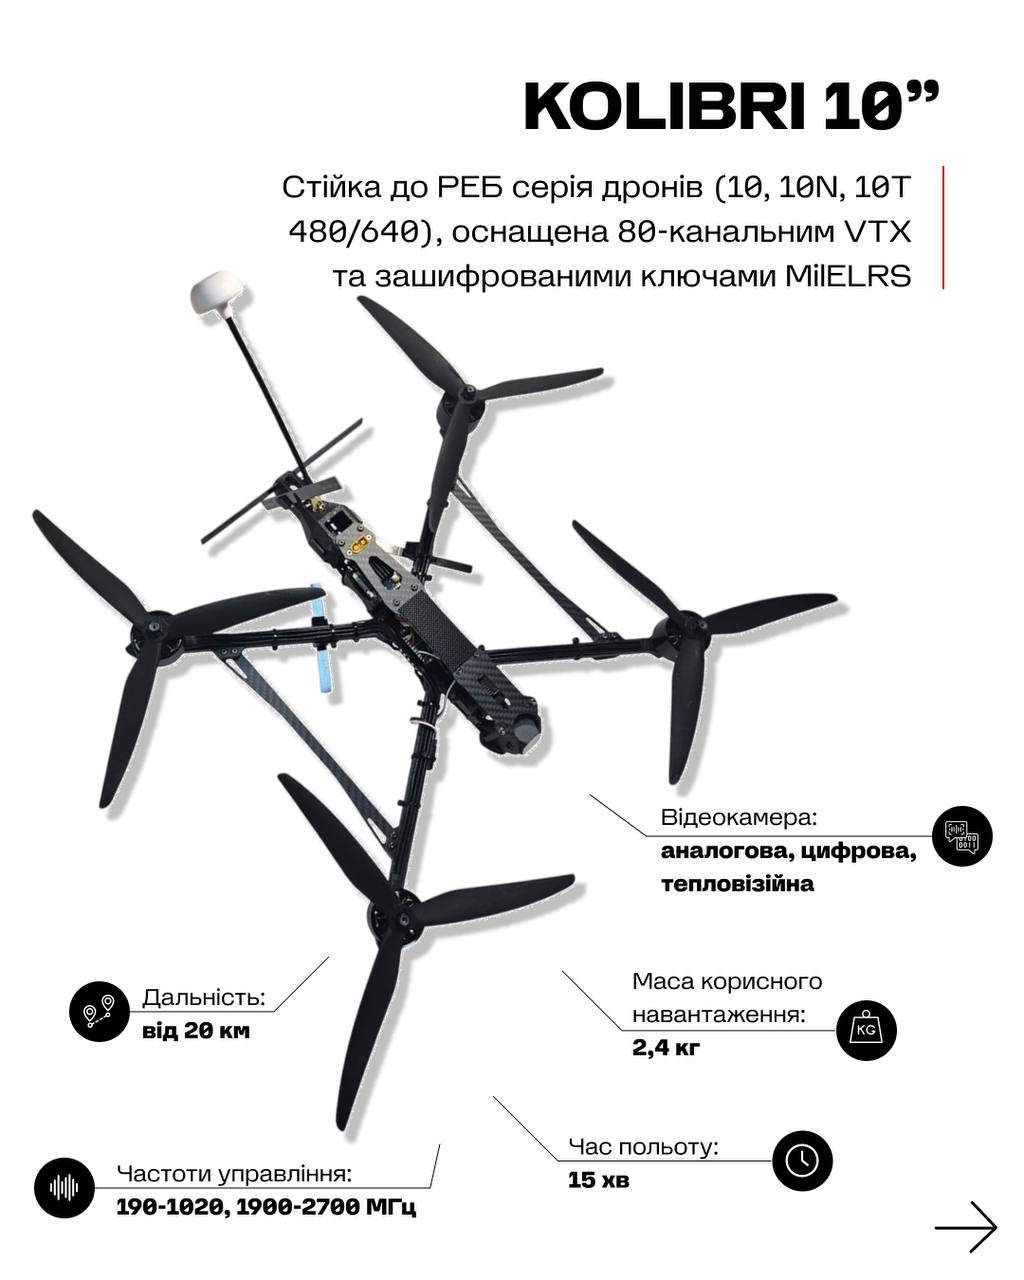 KOLIBRI 10”
Стійка до РЕБ серія дронів (10, 10N, 10T
480/640), оснащена 80-канальним VTX
та зашифрованими ключами MilELRS
Відеокамера:
аналогова, цифрова,
тепловізійна
Дальність:
від 20 км
Маса корисного
навантаження:
2,4 кг
KG
Час польоту:
15 хв
Частоти управління:
190-1020, 1900-2700 МГц